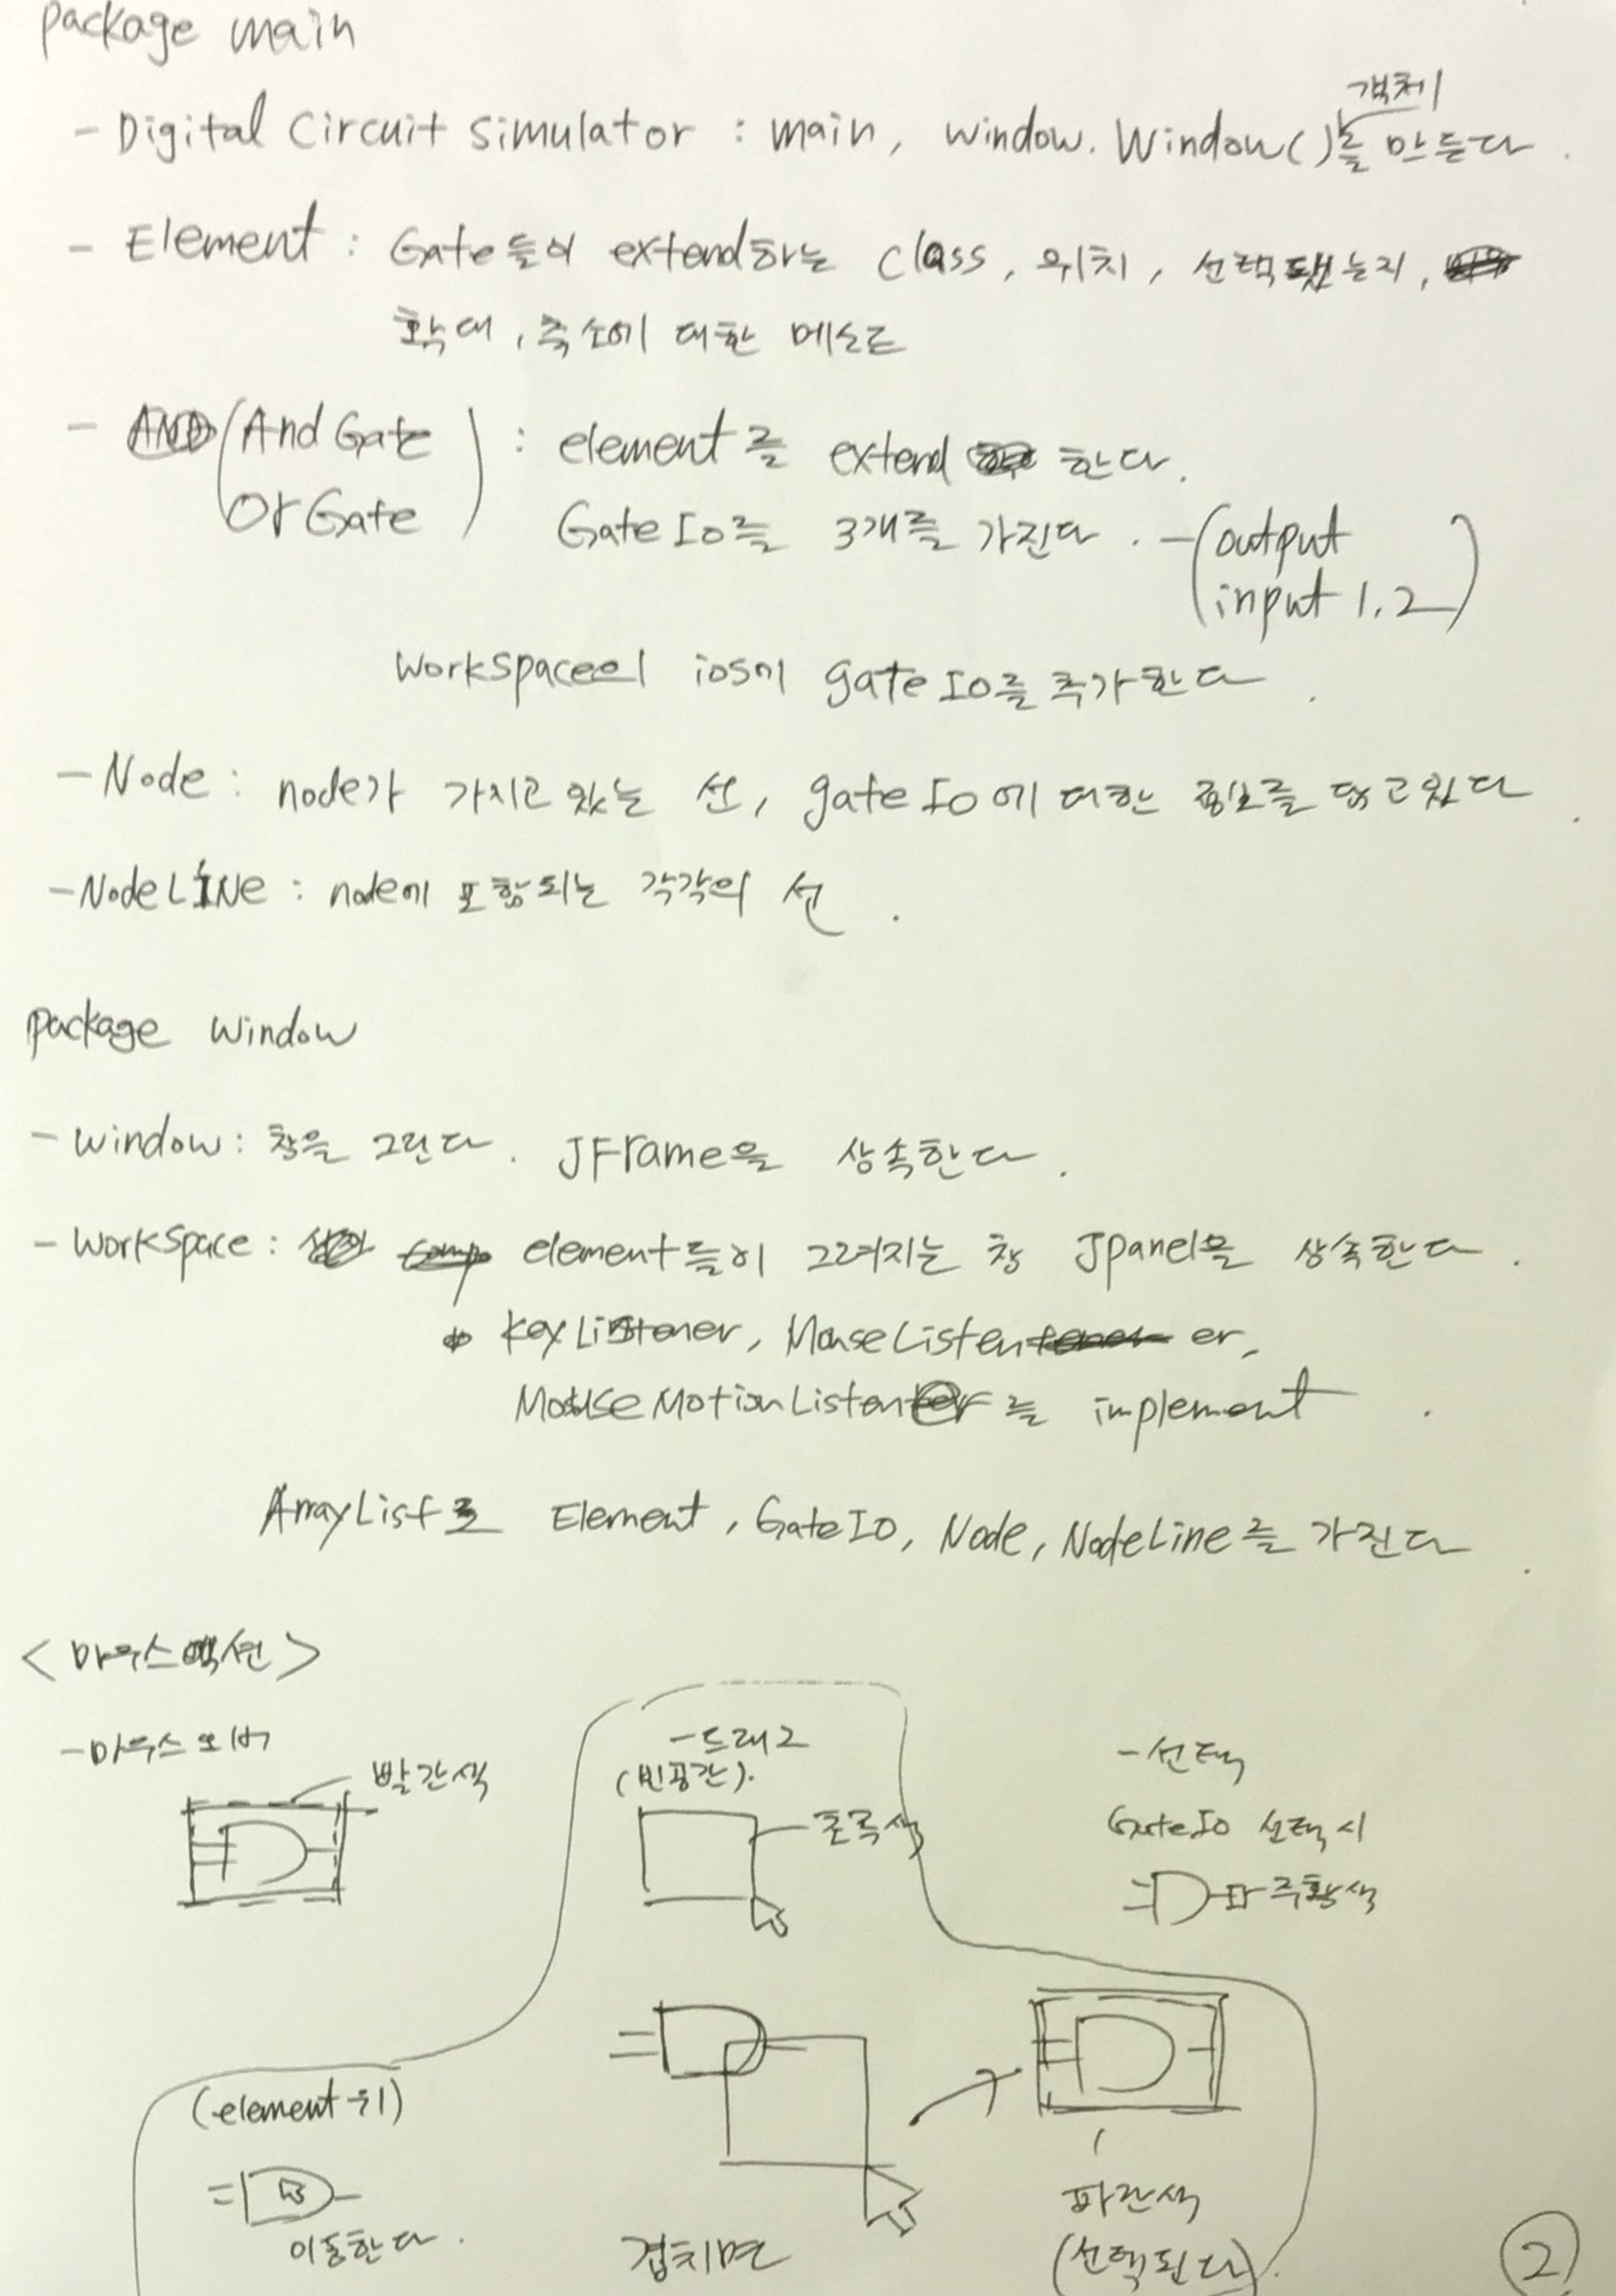 package main
객체
- Digital Circuit simulator : main, window. Window()를 만든다.
- Element : Gate들이 extend하는 class, 위치, 선택됐는지,
확대, 축소에 대한 메소드
- AND (And Gate
Or Gate) : element를 extend 한다.
Gate Io를 3개를 가진다. - (output
input 1.2)
workspace의 ios에 gate Io를 추가한다.
- Node : node가 가지고 있는 선, gate Io에 대한 정보를 담고있다.
- NodeLINe : node에 포함되는 각각의 선.
package window
- window : 창을 그린다. JFrame을 상속한다.
- workspace : element들이 그려지는 창 Jpanel을 상속한다.
keyListener, MouseListener,
MouseMotionListener를 implement.
ArrayList로 Element, GateIO, Node, NodeLine를 가진다.
<마우스액션>
- 마우스 오버
빨간색
- 드래그
(빈공간).
초록색
- 선택
GateIo 선택시
주황색
(element 위)
이동한다.
겹치면
파란색
(선택된다).
2